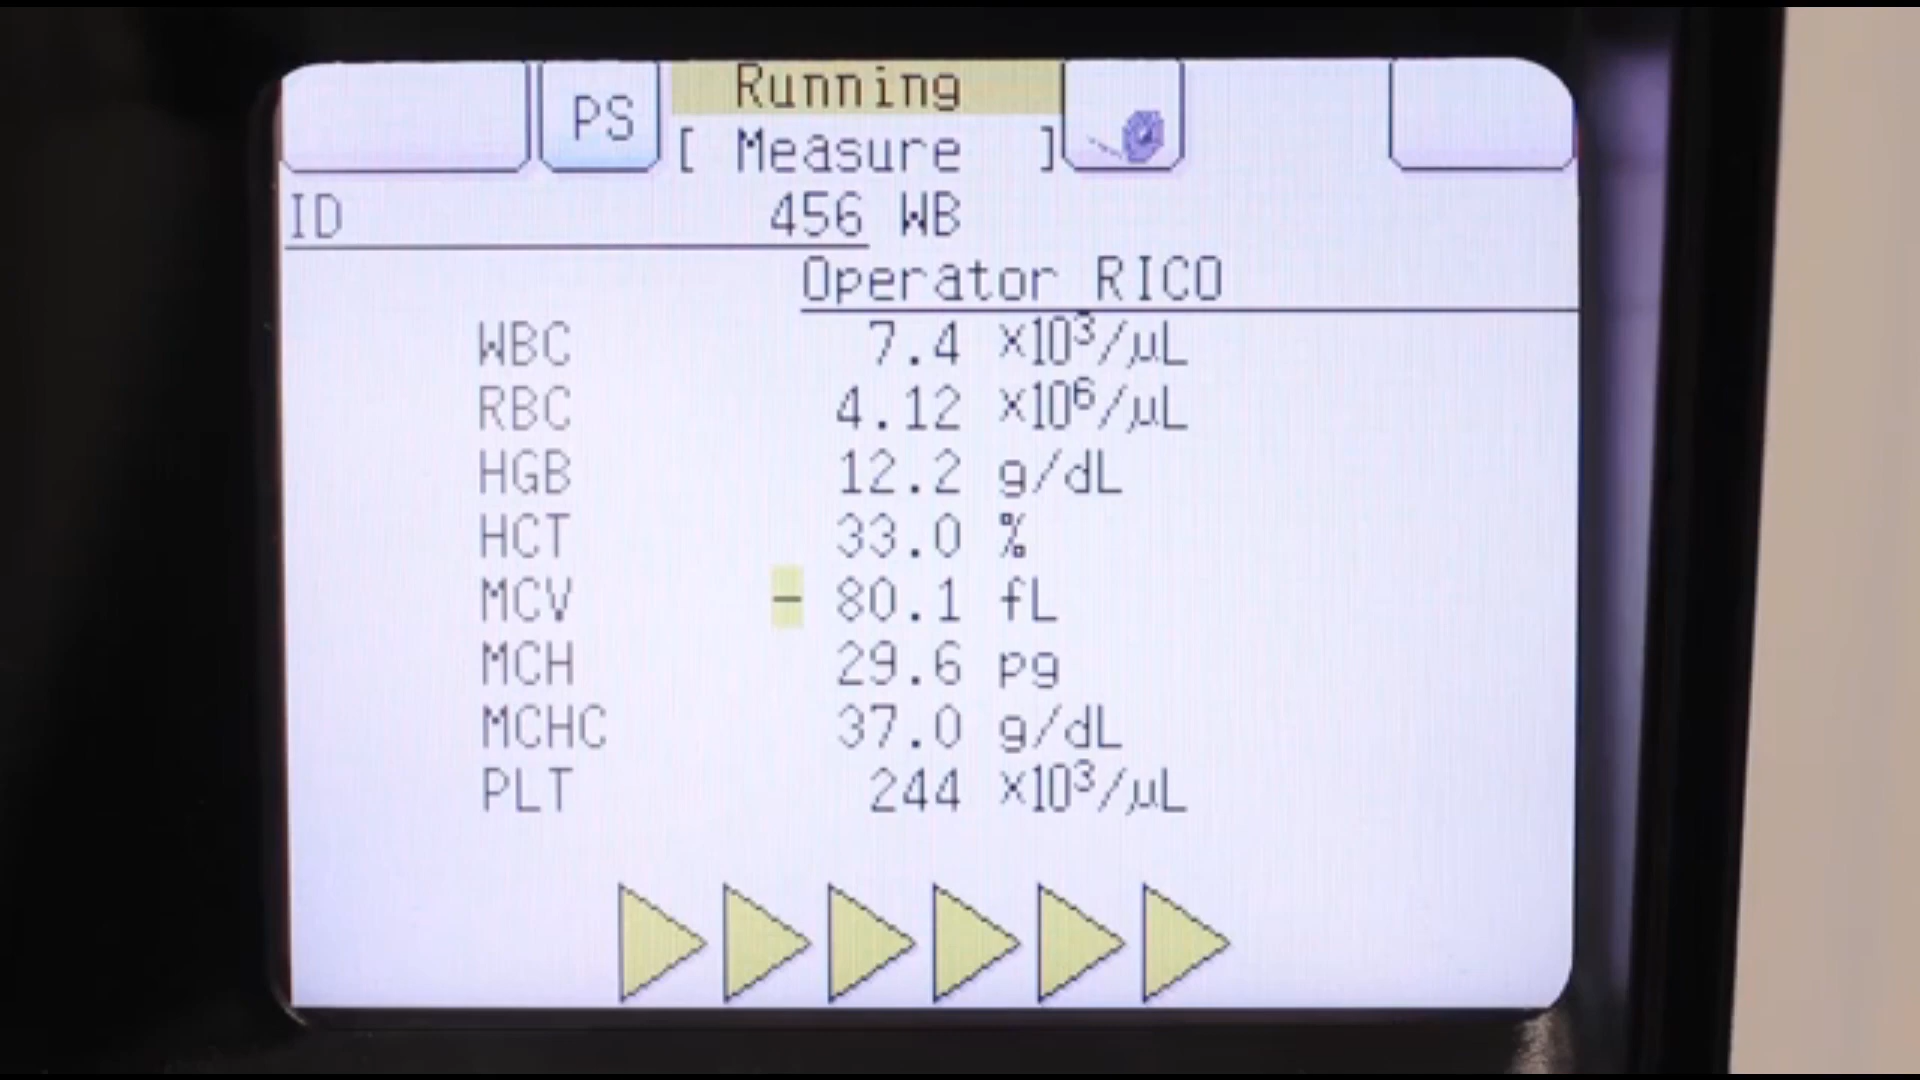 PS
Running
[ Measure ]
ID 456 WB
Operator RICO
WBC 7.4 ×10³/µL
RBC 4.12 ×10⁶/µL
HGB 12.2 g/dL
HCT 33.0 %
MCV - 80.1 fL
MCH 29.6 pg
MCHC 37.0 g/dL
PLT 244 ×10³/µL